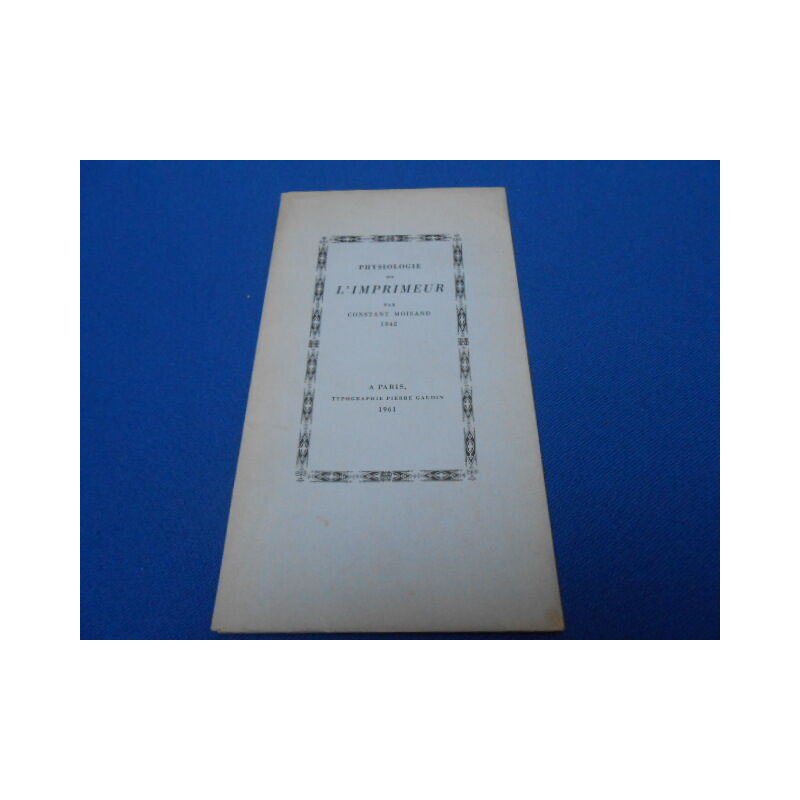 PHYSIOLOGIE
DE
L'IMPRIMEUR
PAR
CONSTANT MOISAND
1842
A PARIS,
TYPOGRAPHIE PIERRE GAUDIN
1961